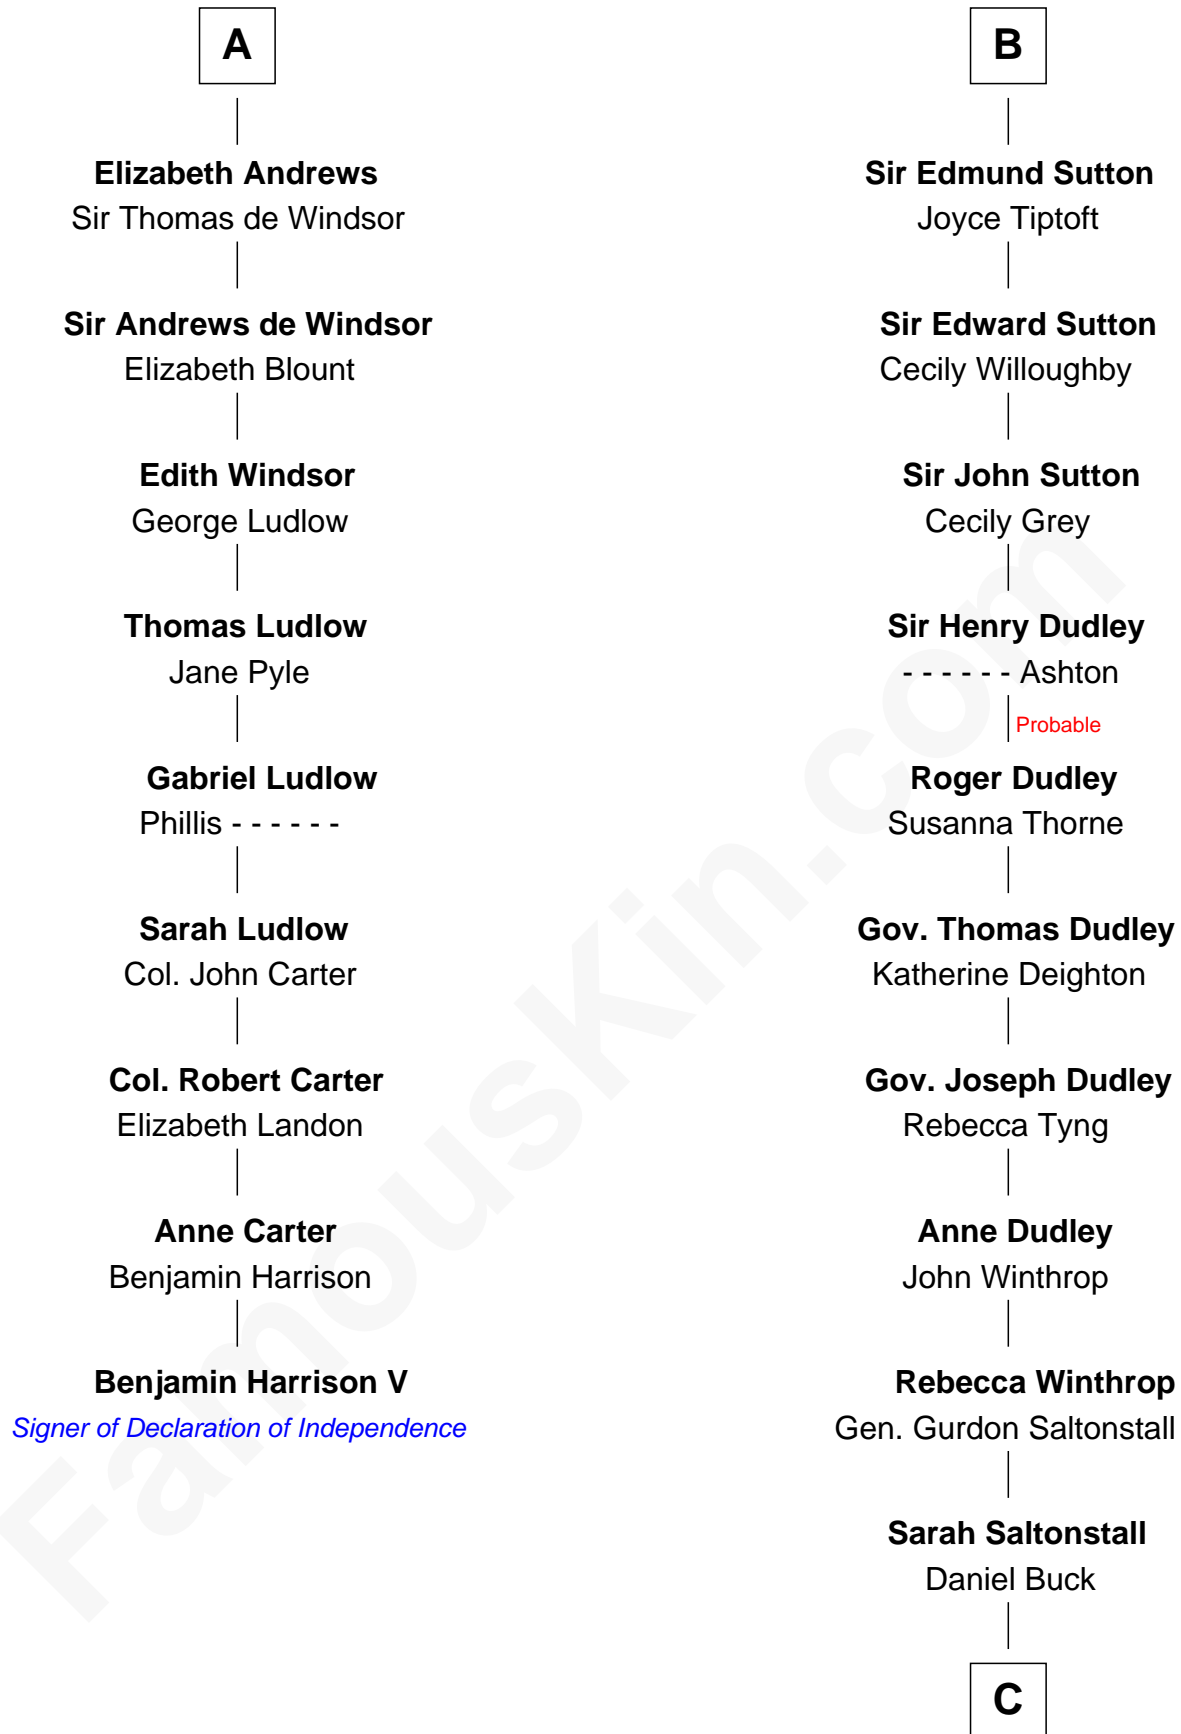 A
Elizabeth Andrews
Sir Thomas de Windsor
Sir Andrews de Windsor
Elizabeth Blount
Edith Windsor
George Ludlow
Thomas Ludlow
Jane Pyle
Gabriel Ludlow
Phillis - - - - - -
Sarah Ludlow
Col. John Carter
Col. Robert Carter
Elizabeth Landon
Anne Carter
Benjamin Harrison
Benjamin Harrison V
Signer of Declaration of Independence
B
Sir Edmund Sutton
Joyce Tiptoft
Sir Edward Sutton
Cecily Willoughby
Sir John Sutton
Cecily Grey
Sir Henry Dudley
- - - - - - Ashton
Probable
Roger Dudley
Susanna Thorne
Gov. Thomas Dudley
Katherine Deighton
Gov. Joseph Dudley
Rebecca Tyng
Anne Dudley
John Winthrop
Rebecca Winthrop
Gen. Gurdon Saltonstall
Sarah Saltonstall
Daniel Buck
C
FamousKin.com